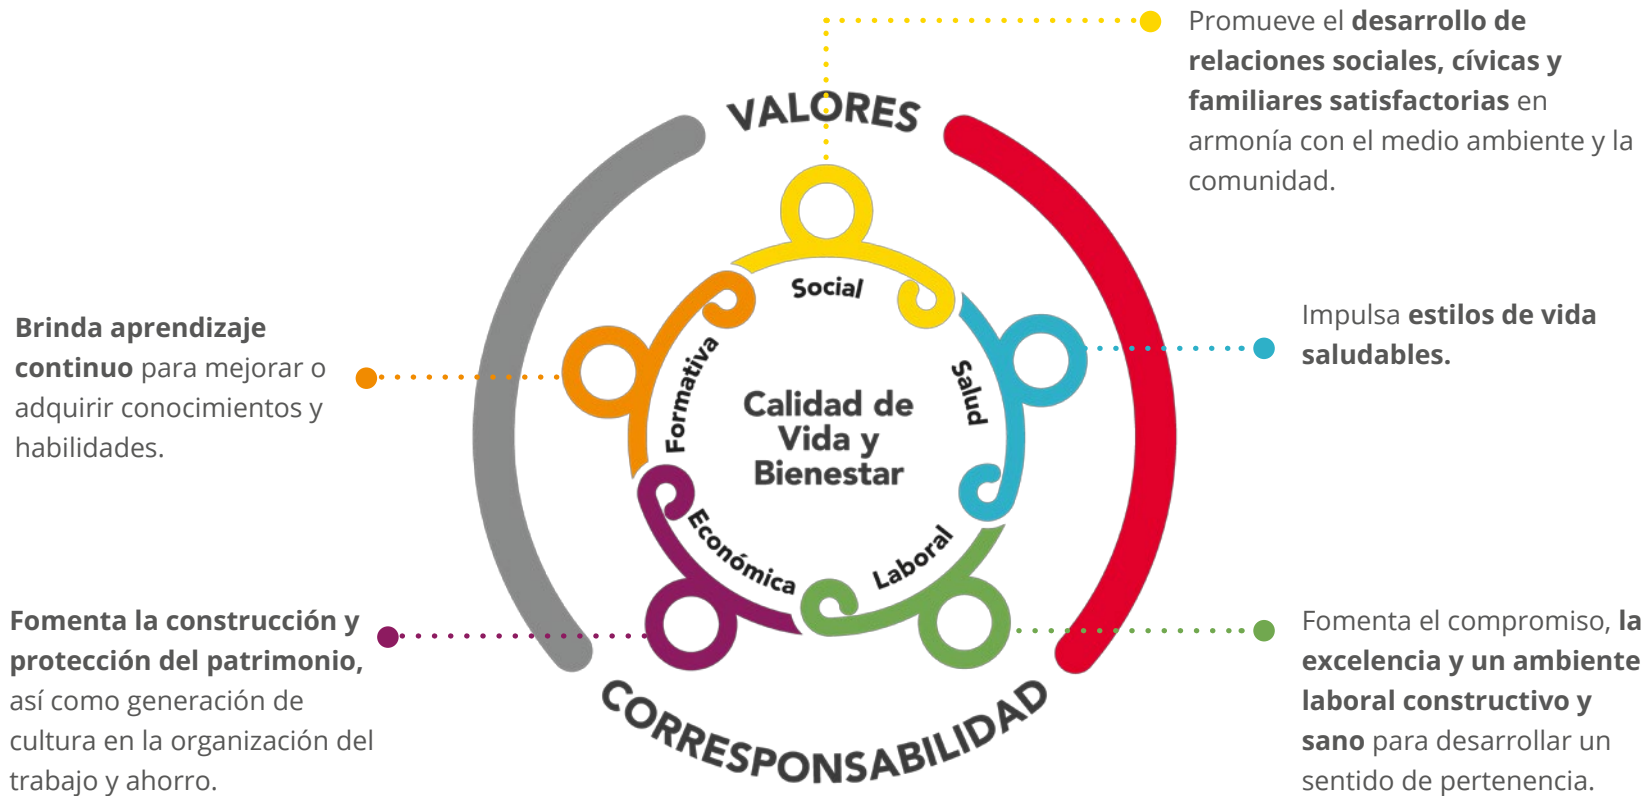 Promueve el desarrollo de
relaciones sociales, cívicas y
familiares satisfactorias en
armonía con el medio ambiente y la
comunidad.
VALORES
Social
Brinda aprendizaje
continuo para mejorar o
adquirir conocimientos y
habilidades.
Formativa
Calidad de
Vida y
Bienestar
Salud
Impulsa estilos de vida
saludables.
Económica
Laboral
Fomenta la construcción y
protección del patrimonio,
así como generación de
cultura en la organización del
trabajo y ahorro.
Fomenta el compromiso, la
excelencia y un ambiente
laboral constructivo y
sano para desarrollar un
sentido de pertenencia.
CORRESPONSABILIDAD